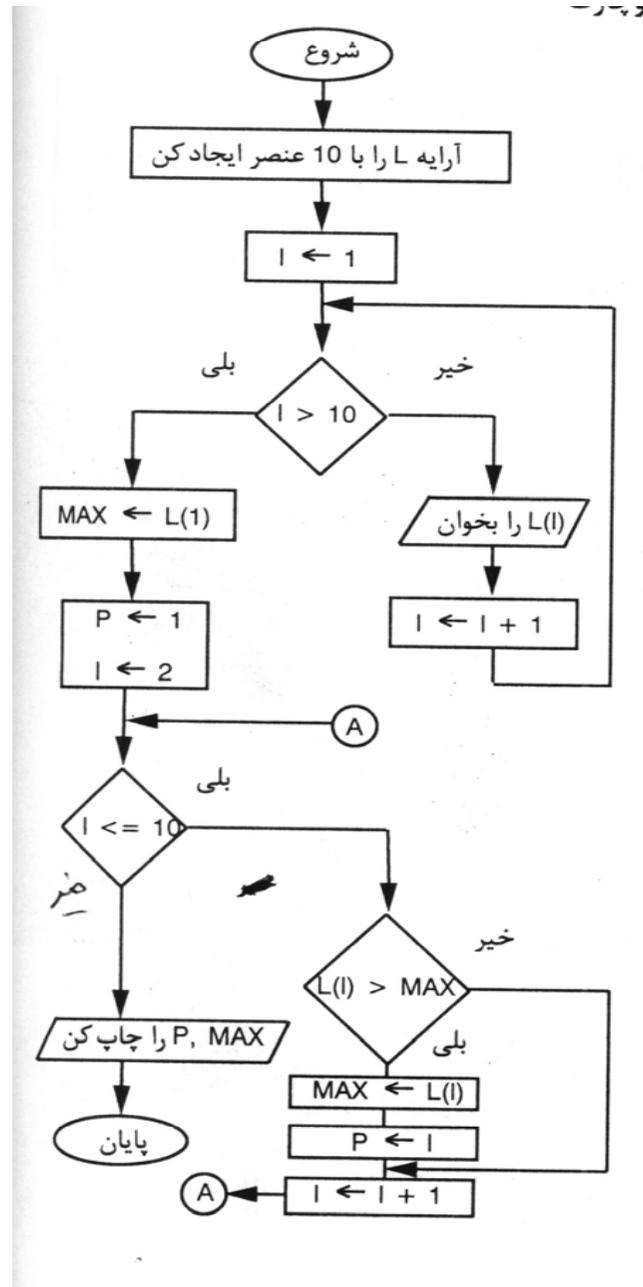 شروع
آرایه L را با 10 عنصر ایجاد کن
I ← 1
بلی
خیر
I > 10
MAX ← L(1)
L(I) را بخوان
P ← 1
I ← 2
I ← I + 1
A
بلی
I <= 10
خیر
L(I) > MAX
بلی
P, MAX را چاپ کن
MAX ← L(I)
P ← I
پایان
A
I ← I + 1